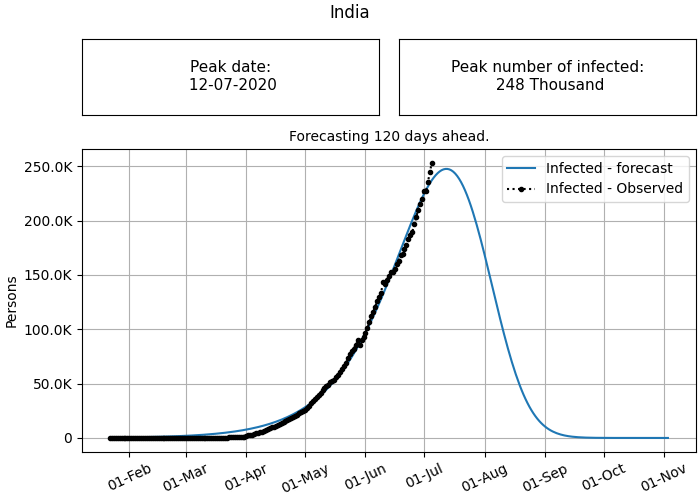 India
Peak date:
12-07-2020
Peak number of infected:
248 Thousand
Forecasting 120 days ahead.
Infected - forecast
Infected - Observed
Persons
250.0K
200.0K
150.0K
100.0K
50.0K
0
01-Feb
01-Mar
01-Apr
01-May
01-Jun
01-Jul
01-Aug
01-Sep
01-Oct
01-Nov